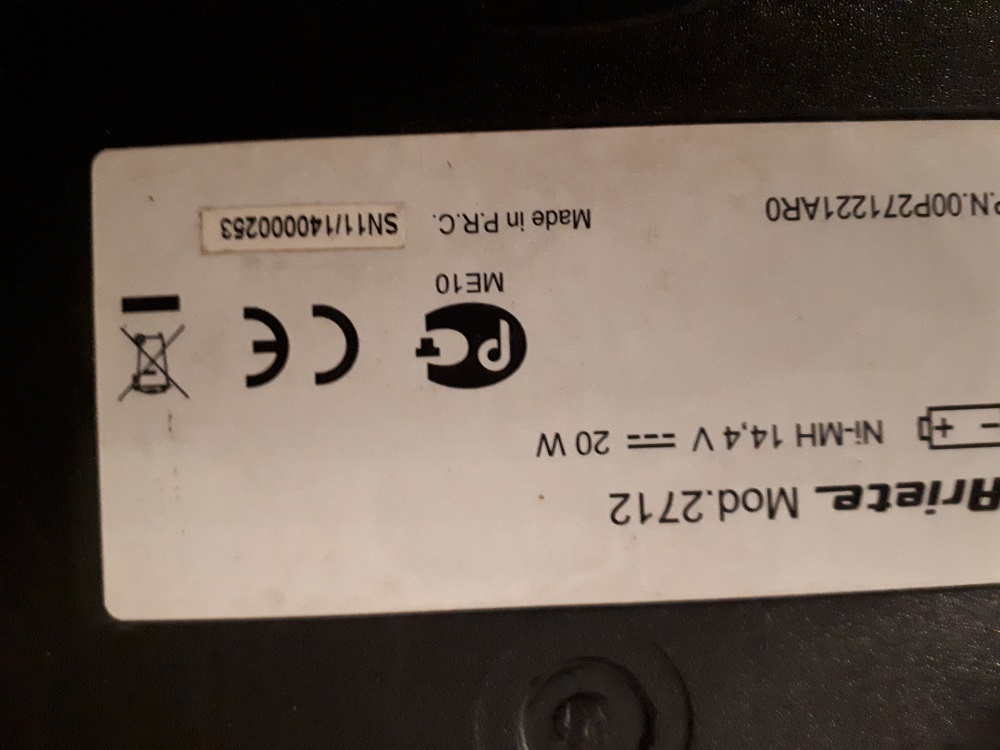 Ariete Mod.2712
Ni-MH 14,4 V 20 W
ME10
P.N.00P271221AR0 Made in P.R.C. SN11/140000253